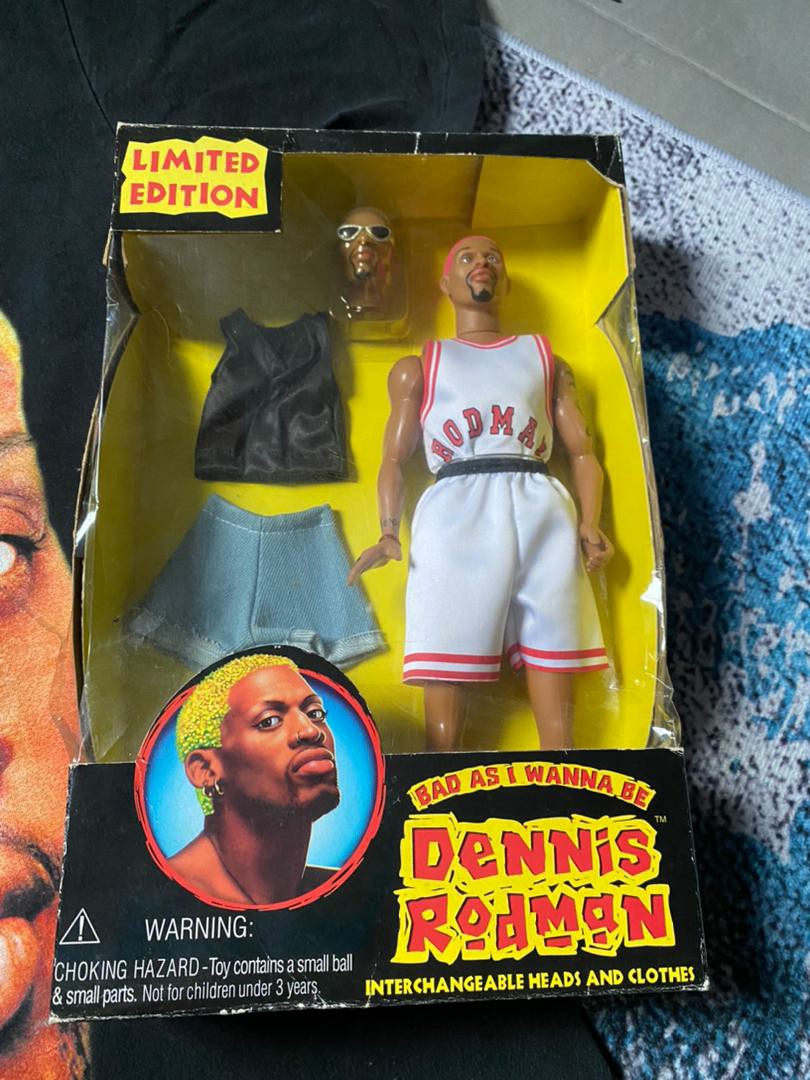 LIMITED
EDITION
RODMAN
BAD AS I WANNA BE
DENNIS
RODMAN
TM
WARNING:
CHOKING HAZARD - Toy contains a small ball
& small parts. Not for children under 3 years.
INTERCHANGEABLE HEADS AND CLOTHES